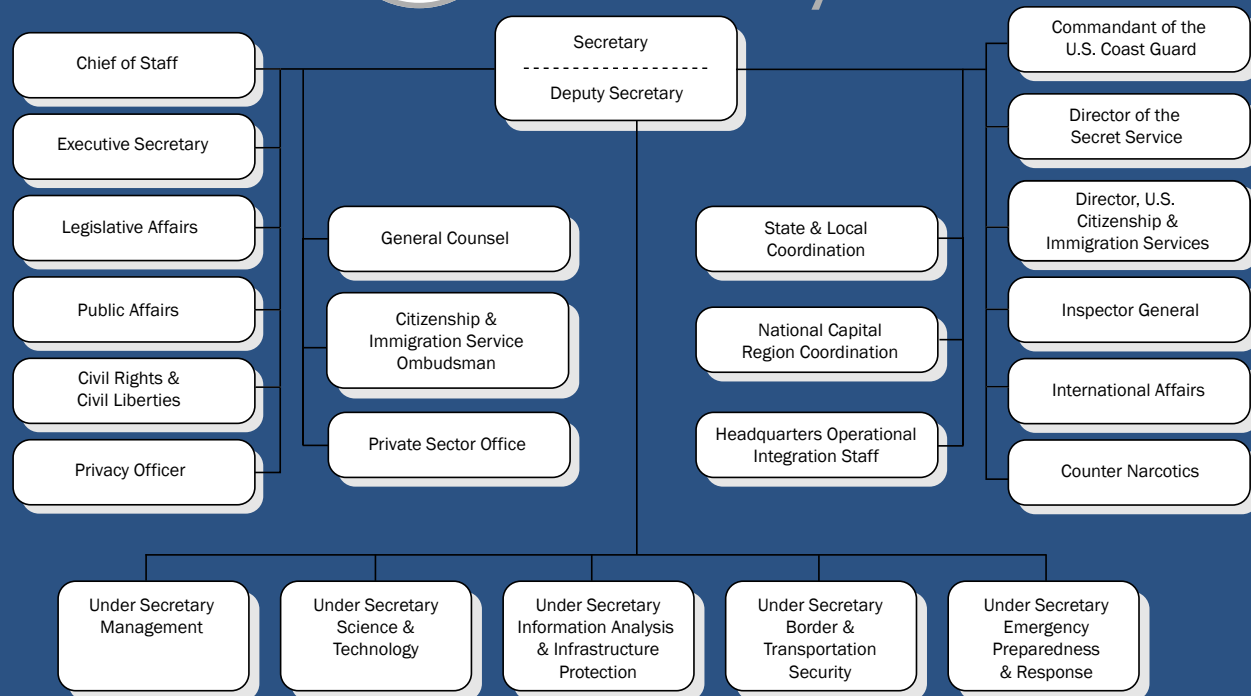 Secretary
Deputy Secretary
Chief of Staff
Executive Secretary
Legislative Affairs
Public Affairs
Civil Rights &
Civil Liberties
Privacy Officer
General Counsel
Citizenship &
Immigration Service
Ombudsman
Private Sector Office
State & Local
Coordination
National Capital
Region Coordination
Headquarters Operational
Integration Staff
Commandant of the
U.S. Coast Guard
Director of the
Secret Service
Director, U.S.
Citizenship &
Immigration Services
Inspector General
International Affairs
Counter Narcotics
Under Secretary
Management
Under Secretary
Science &
Technology
Under Secretary
Information Analysis
& Infrastructure
Protection
Under Secretary
Border &
Transportation
Security
Under Secretary
Emergency
Preparedness
& Response